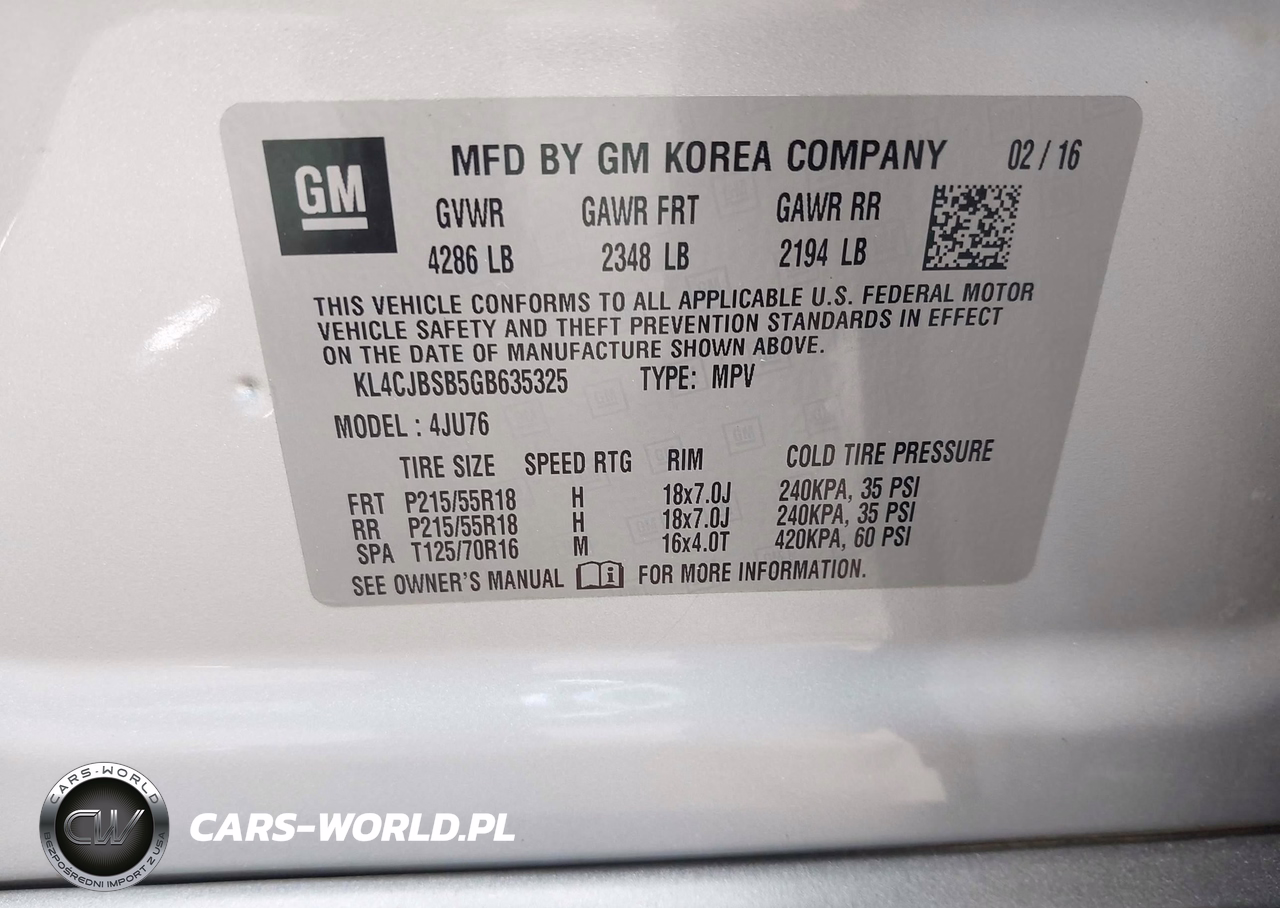 GM
MFD BY GM KOREA COMPANY 02 / 16
GVWR GAWR FRT GAWR RR
4286 LB 2348 LB 2194 LB
THIS VEHICLE CONFORMS TO ALL APPLICABLE U.S. FEDERAL MOTOR
VEHICLE SAFETY AND THEFT PREVENTION STANDARDS IN EFFECT
ON THE DATE OF MANUFACTURE SHOWN ABOVE.
KL4CJBSB5GB635325 TYPE: MPV
MODEL : 4JU76
TIRE SIZE SPEED RTG RIM COLD TIRE PRESSURE
FRT P215/55R18 H 18x7.0J 240KPA, 35 PSI
RR P215/55R18 H 18x7.0J 240KPA, 35 PSI
SPA T125/70R16 M 16x4.0T 420KPA, 60 PSI
SEE OWNER'S MANUAL FOR MORE INFORMATION.
CARS-WORLD
CW
BEZPOŚREDNI IMPORT Z USA
CARS-WORLD.PL